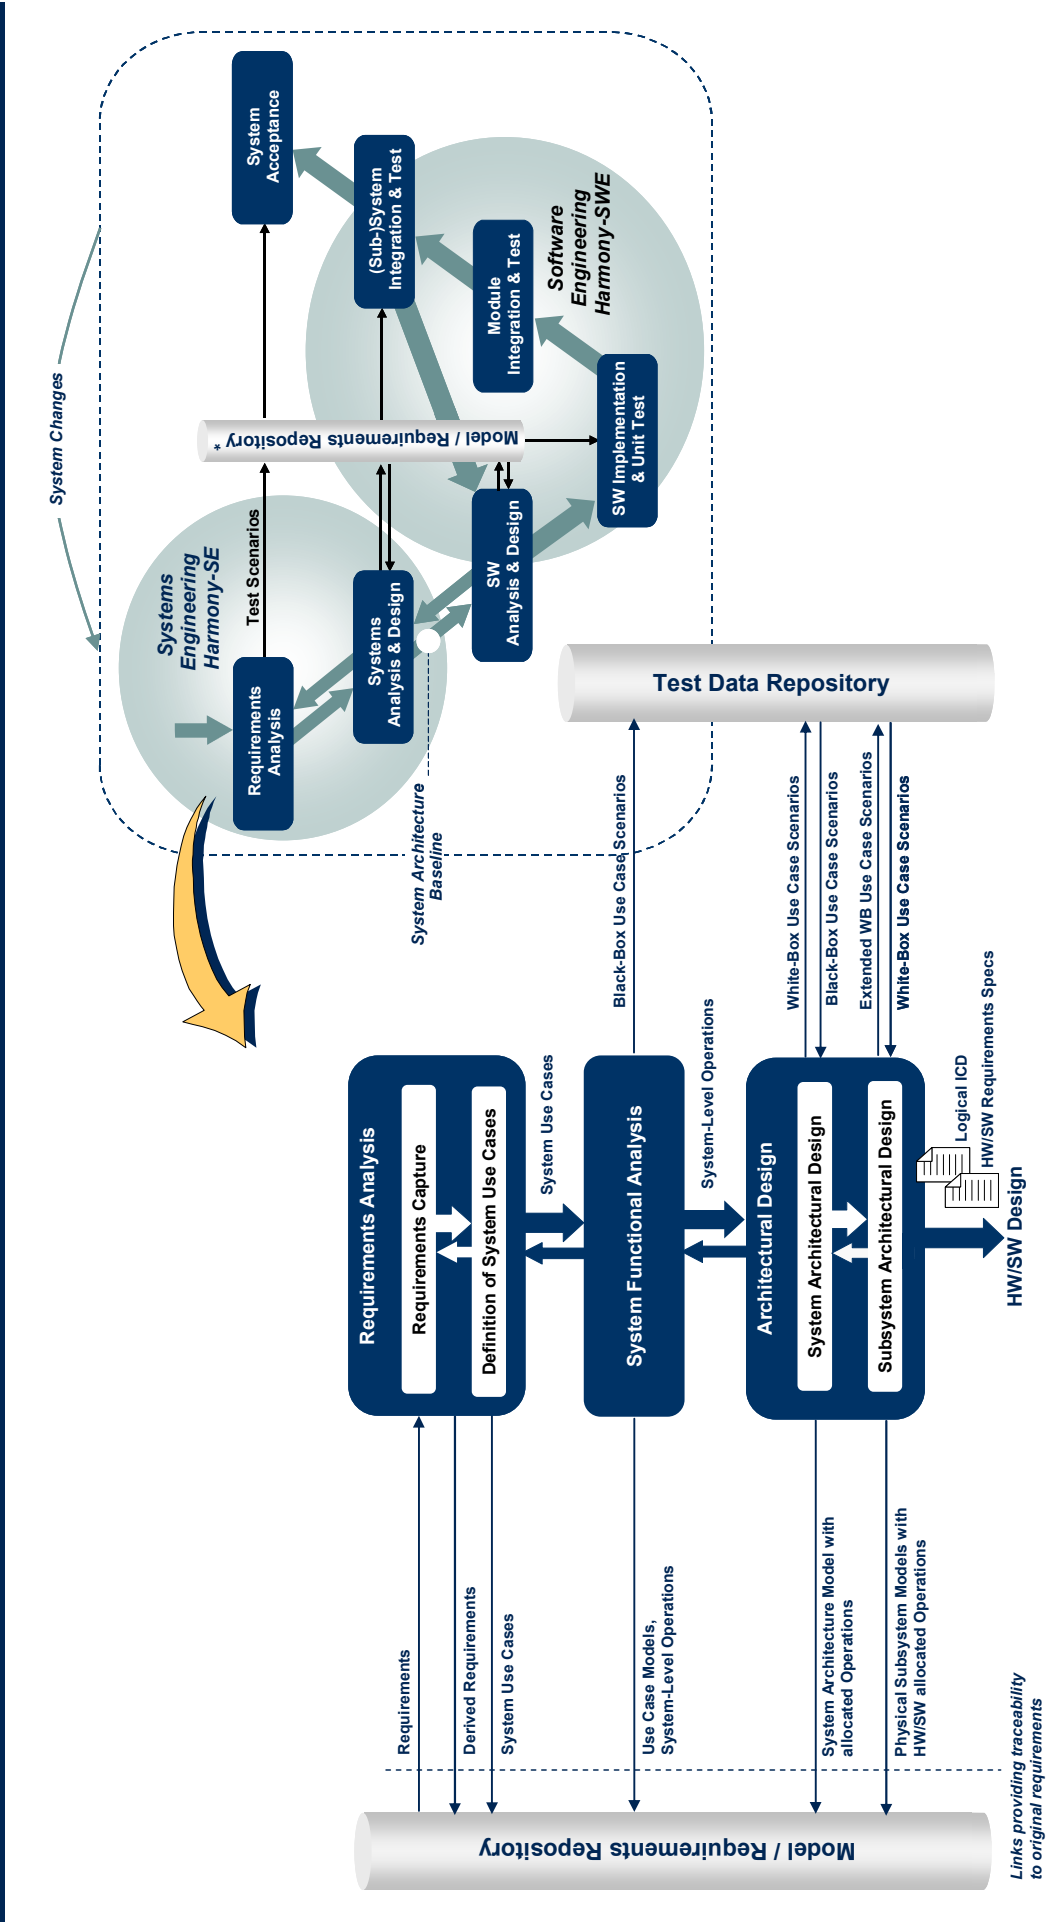 System Changes
Systems
Engineering
Harmony-SE
Requirements
Analysis
Test Scenarios
System
Acceptance
Systems
Analysis & Design
Model / Requirements Repository *
(Sub-)System
Integration & Test
System Architecture
Baseline
SW
Analysis & Design
Module
Integration & Test
Software
Engineering
Harmony-SWE
SW Implementation
& Unit Test
Model / Requirements Repository
Requirements
Derived Requirements
System Use Cases
Requirements Analysis
Requirements Capture
Definition of System Use Cases
System Use Cases
Use Case Models,
System-Level Operations
System Functional Analysis
Black-Box Use Case Scenarios
System-Level Operations
System Architecture Model with
allocated Operations
Physical Subsystem Models with
HW/SW allocated Operations
Architectural Design
System Architectural Design
Subsystem Architectural Design
White-Box Use Case Scenarios
Black-Box Use Case Scenarios
Extended WB Use Case Scenarios
White-Box Use Case Scenarios
Test Data Repository
Logical ICD
HW/SW Requirements Specs
HW/SW Design
Links providing traceability
to original requirements